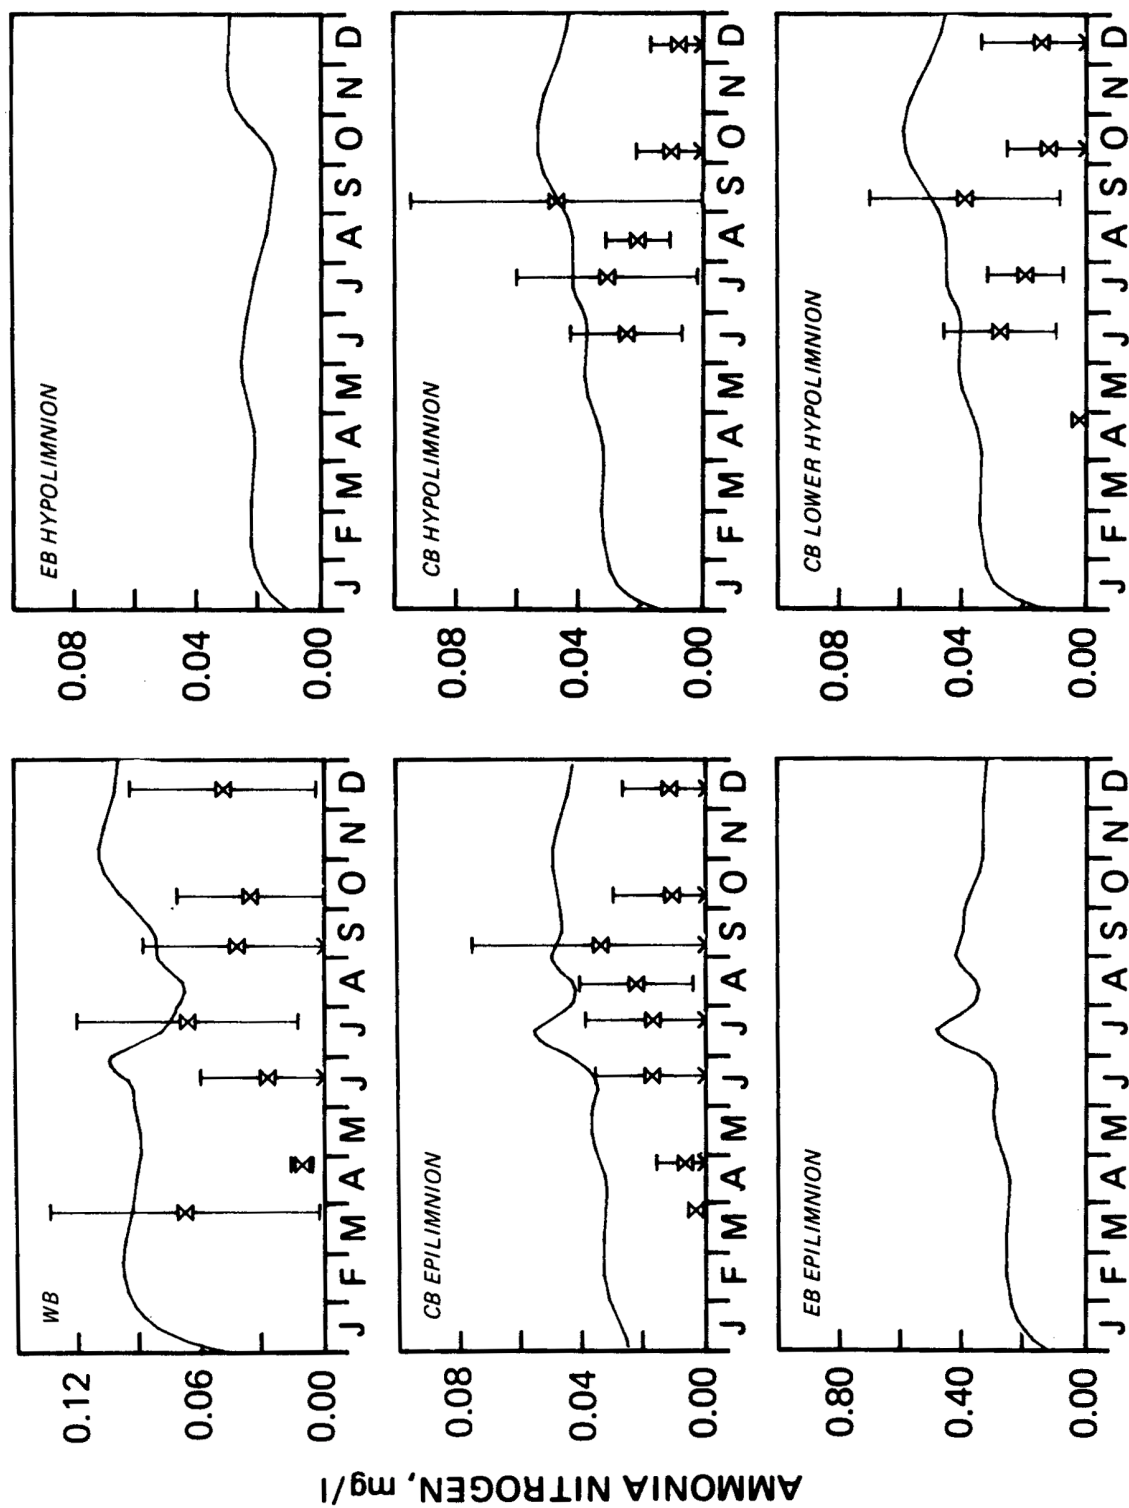 AMMONIA NITROGEN, mg/l
WB
0.12
0.06
0.00
J F M A M J J A S O N D
CB EPILIMNION
0.08
0.04
0.00
J F M A M J J A S O N D
EB EPILIMNION
0.80
0.40
0.00
J F M A M J J A S O N D
EB HYPOLIMNION
0.08
0.04
0.00
J F M A M J J A S O N D
CB HYPOLIMNION
0.08
0.04
0.00
J F M A M J J A S O N D
CB LOWER HYPOLIMNION
0.08
0.04
0.00
J F M A M J J A S O N D